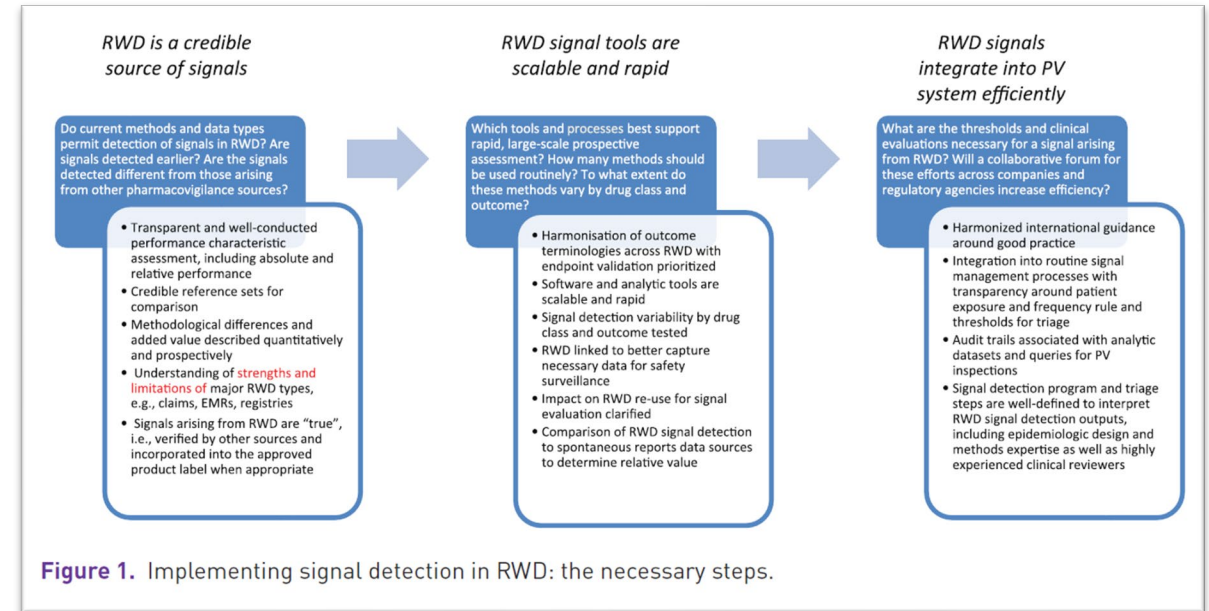 RWD is a credible
source of signals
Do current methods and data types
permit detection of signals in RWD? Are
signals detected earlier? Are the signals
detected different from those arising
from other pharmacovigilance sources?
• Transparent and well-conducted
performance characteristic
assessment, including absolute and
relative performance
• Credible reference sets for
comparison
• Methodological differences and
added value described quantitatively
and prospectively
• Understanding of strengths and
limitations of major RWD types,
e.g., claims, EMRs, registries
• Signals arising from RWD are “true”,
i.e., verified by other sources and
incorporated into the approved
product label when appropriate
RWD signal tools are
scalable and rapid
Which tools and processes best support
rapid, large-scale prospective
assessment? How many methods should
be used routinely? To what extent do
these methods vary by drug class and
outcome?
• Harmonisation of outcome
terminologies across RWD with
endpoint validation prioritized
• Software and analytic tools are
scalable and rapid
• Signal detection variability by drug
class and outcome tested
• RWD linked to better capture
necessary data for safety
surveillance
• Impact on RWD re-use for signal
evaluation clarified
• Comparison of RWD signal detection
to spontaneous reports data sources
to determine relative value
RWD signals
integrate into PV
system efficiently
What are the thresholds and clinical
evaluations necessary for a signal arising
from RWD? Will a collaborative forum for
these efforts across companies and
regulatory agencies increase efficiency?
• Harmonized international guidance
around good practice
• Integration into routine signal
management processes with
transparency around patient
exposure and frequency rule and
thresholds for triage
• Audit trails associated with analytic
datasets and queries for PV
inspections
• Signal detection program and triage
steps are well-defined to interpret
RWD signal detection outputs,
including epidemiologic design and
methods expertise as well as highly
experienced clinical reviewers
Figure 1. Implementing signal detection in RWD: the necessary steps.